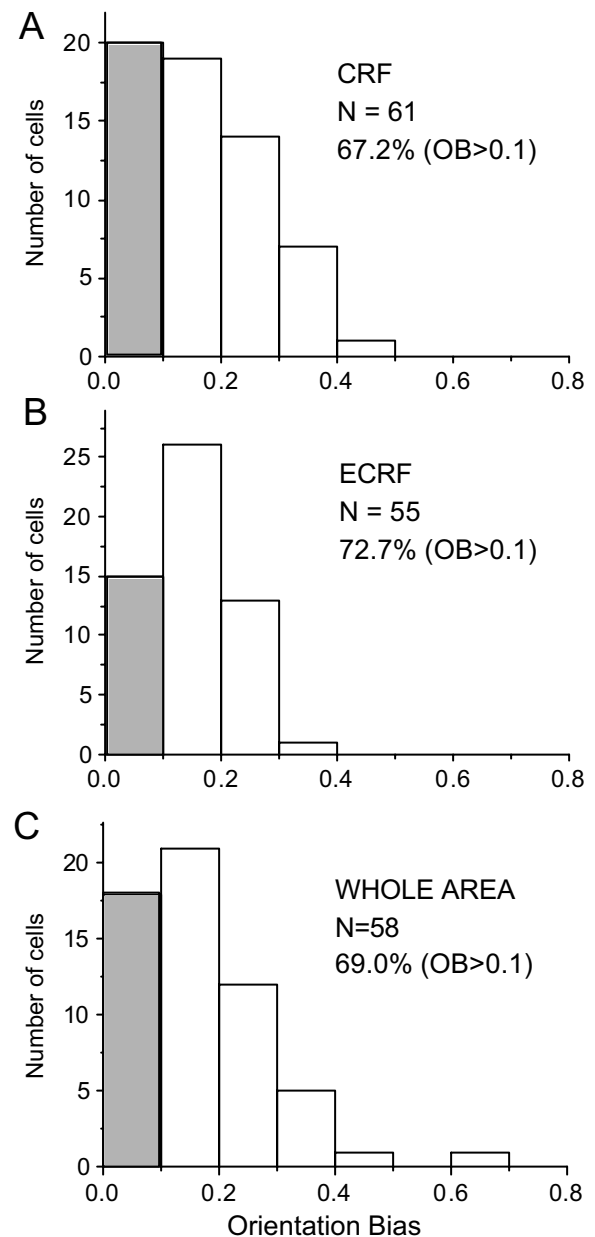 A
20
15
10
5
0
Number of cells
CRF
N = 61
67.2% (OB>0.1)
0.0 0.2 0.4 0.6 0.8
B
25
20
15
10
5
0
Number of cells
ECRF
N = 55
72.7% (OB>0.1)
0.0 0.2 0.4 0.6 0.8
C
20
15
10
5
0
Number of cells
WHOLE AREA
N=58
69.0% (OB>0.1)
0.0 0.2 0.4 0.6 0.8
Orientation Bias